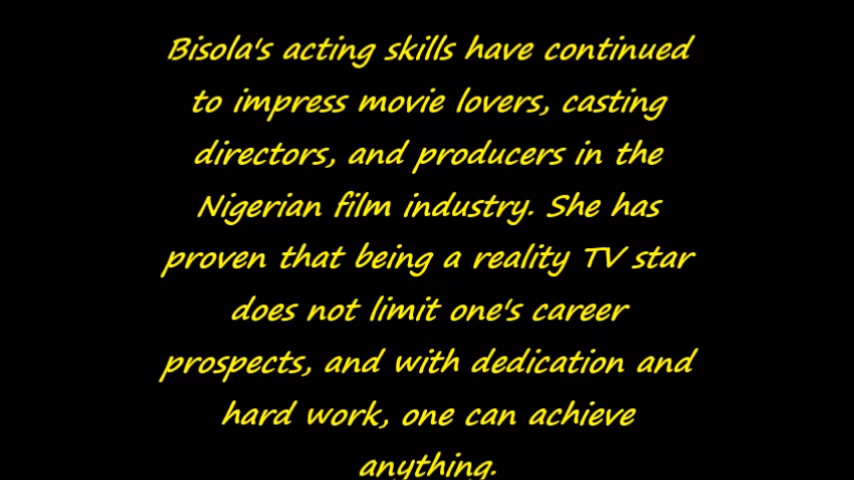 Bisola's acting skills have continued
to impress movie lovers, casting
directors, and producers in the
Nigerian film industry. She has
proven that being a reality TV star
does not limit one's career
prospects, and with dedication and
hard work, one can achieve
anything.